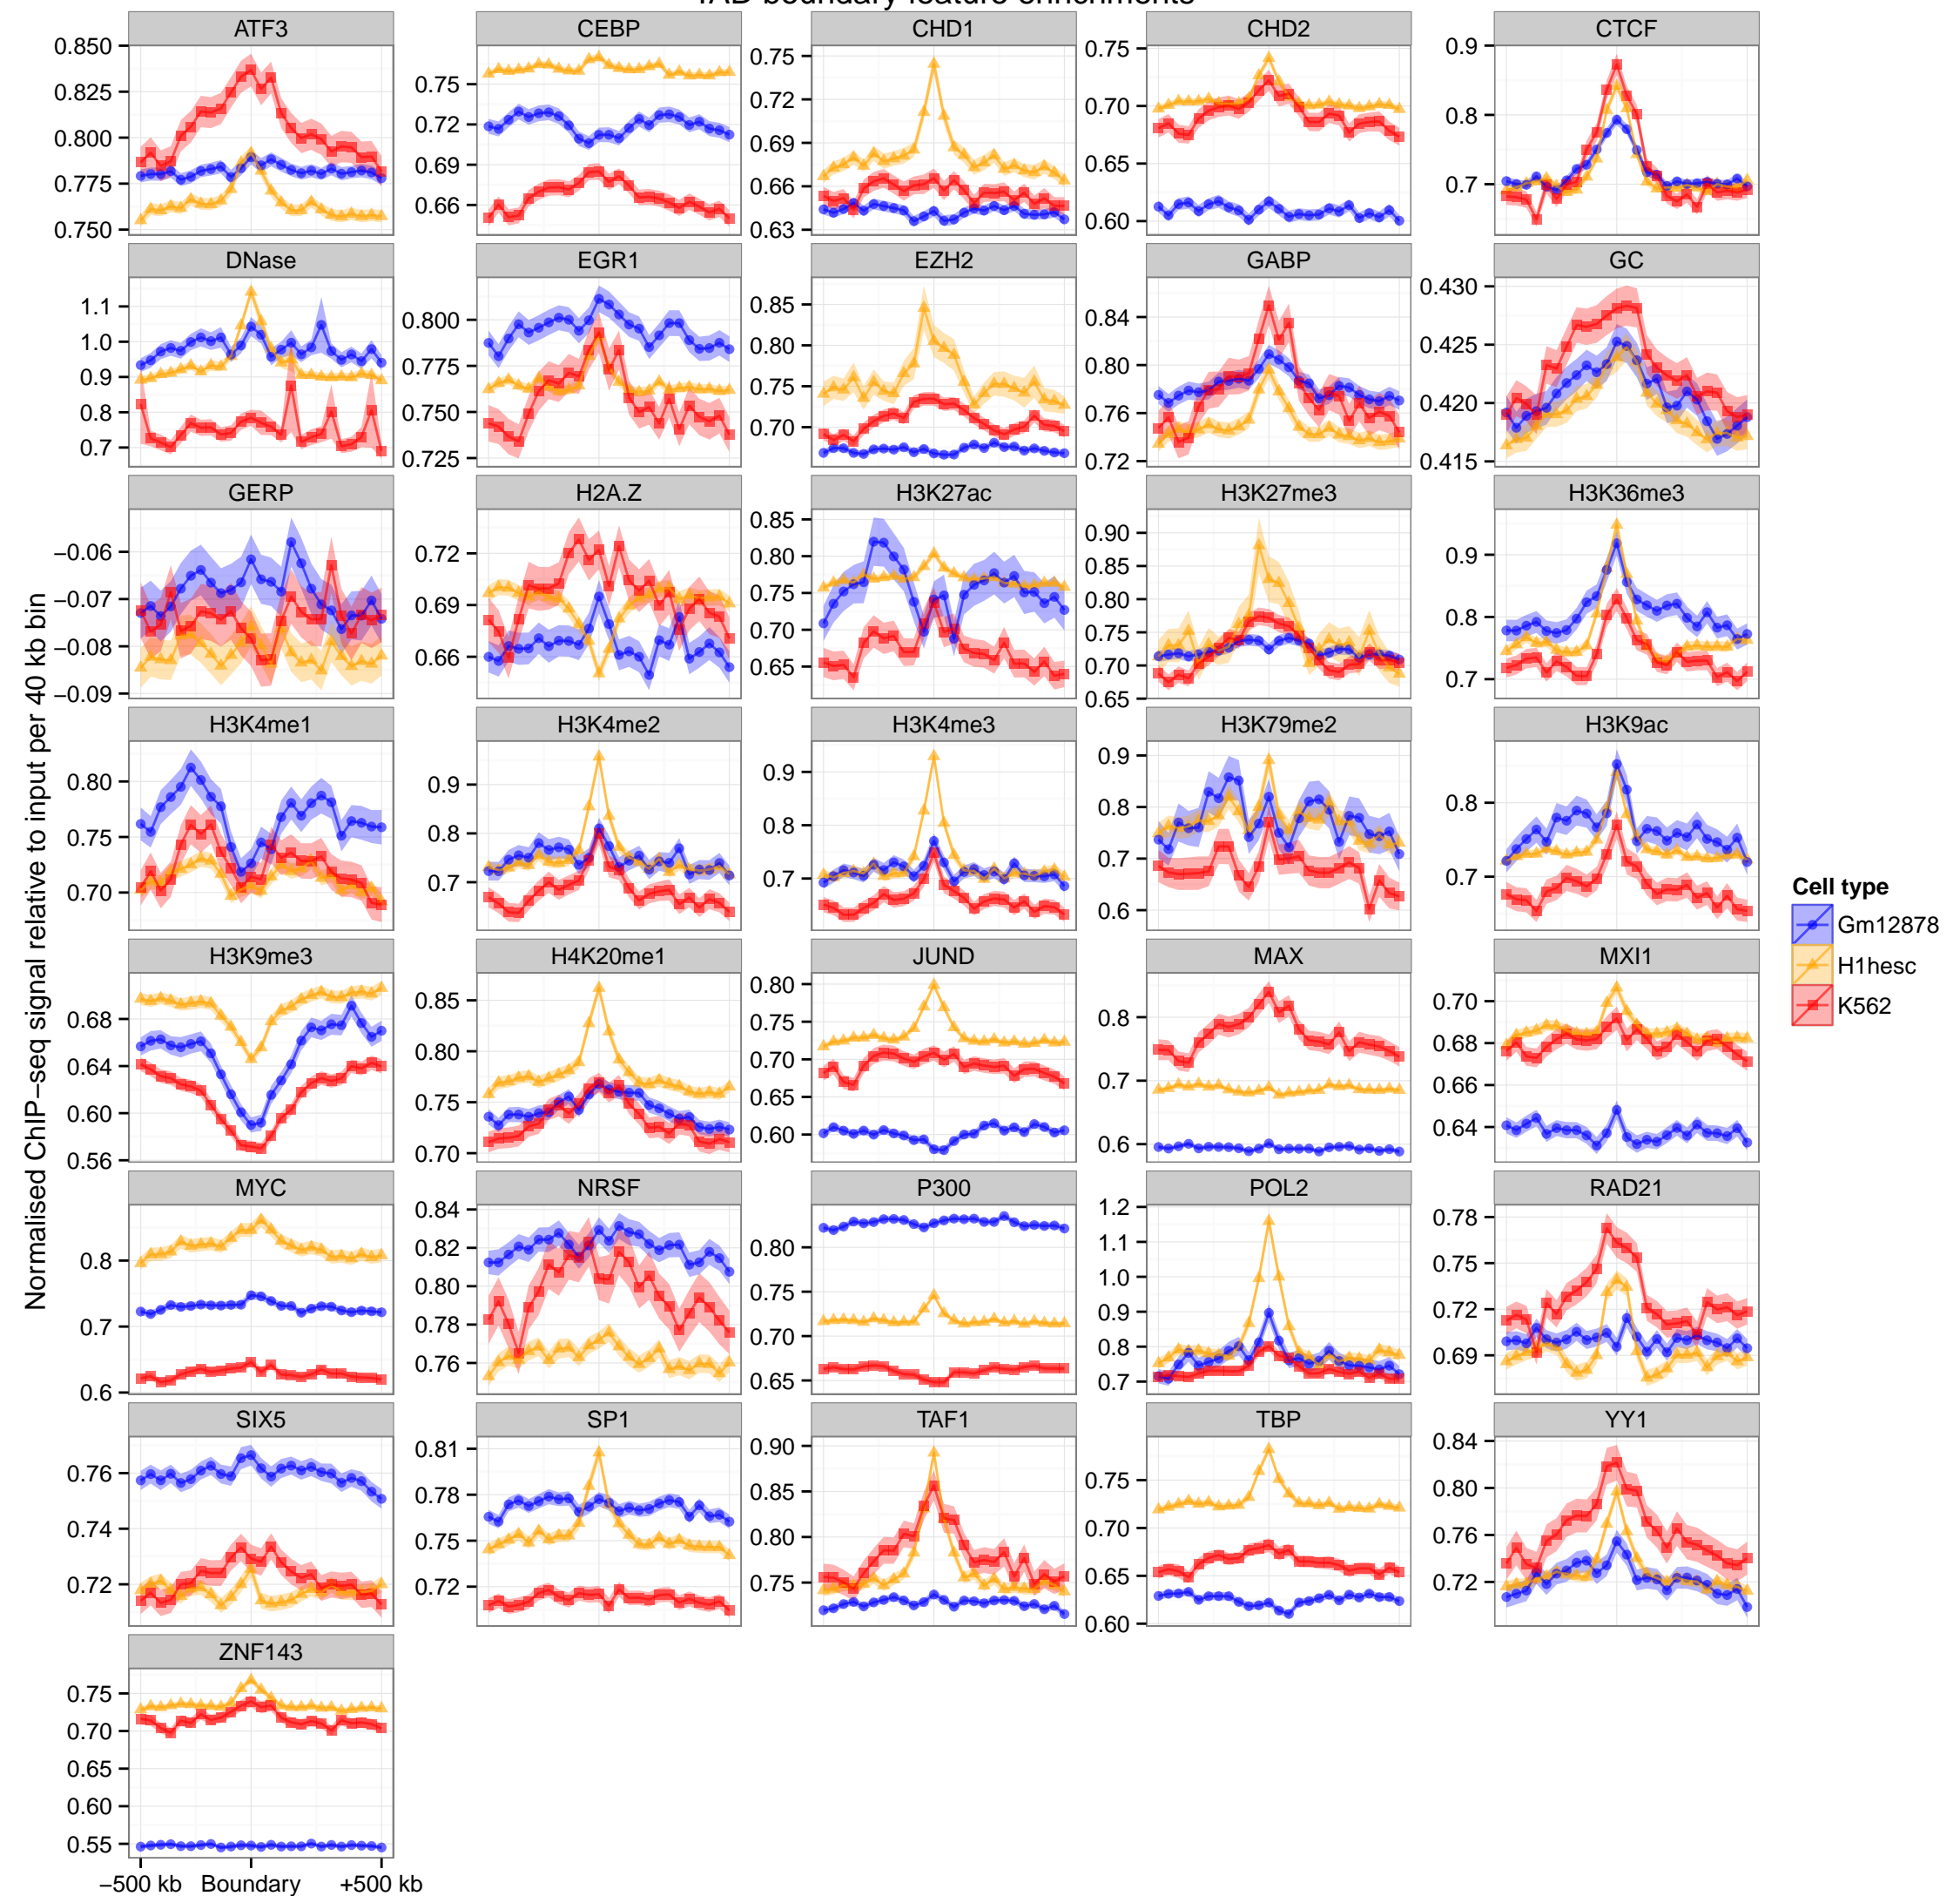 TAD boundary feature enrichments
ATF3 CEBP CHD1 CHD2 CTCF
0.850 0.825 0.800 0.775 0.750
0.75 0.72 0.69 0.66
0.75 0.72 0.69 0.66 0.63
0.75 0.70 0.65 0.60
0.9 0.8 0.7
DNase EGR1 EZH2 GABP GC
1.1 1.0 0.9 0.8 0.7
0.800 0.775 0.750 0.725
0.85 0.80 0.75 0.70
0.84 0.80 0.76 0.72
0.430 0.425 0.420 0.415
GERP H2A.Z H3K27ac H3K27me3 H3K36me3
−0.06 −0.07 −0.08 −0.09
0.72 0.69 0.66
0.85 0.80 0.75 0.70 0.65
0.90 0.85 0.80 0.75 0.70 0.65
0.9 0.8 0.7
H3K4me1 H3K4me2 H3K4me3 H3K79me2 H3K9ac
0.80 0.75 0.70
0.9 0.8 0.7
0.9 0.8 0.7
0.9 0.8 0.7 0.6
0.8 0.7
H3K9me3 H4K20me1 JUND MAX MXI1
0.68 0.64 0.60 0.56
0.85 0.80 0.75 0.70
0.80 0.75 0.70 0.65 0.60
0.8 0.7 0.6
0.70 0.68 0.66 0.64
MYC NRSF P300 POL2 RAD21
0.8 0.7 0.6
0.84 0.82 0.80 0.78 0.76
0.80 0.75 0.70 0.65
1.2 1.1 1.0 0.9 0.8 0.7
0.78 0.75 0.72 0.69
SIX5 SP1 TAF1 TBP YY1
0.76 0.74 0.72
0.81 0.78 0.75 0.72
0.90 0.85 0.80 0.75
0.75 0.70 0.65 0.60
0.84 0.80 0.76 0.72
ZNF143
0.75 0.70 0.65 0.60 0.55
−500 kb Boundary +500 kb
Normalised ChIP−seq signal relative to input per 40 kb bin
Cell type
Gm12878
H1hesc
K562